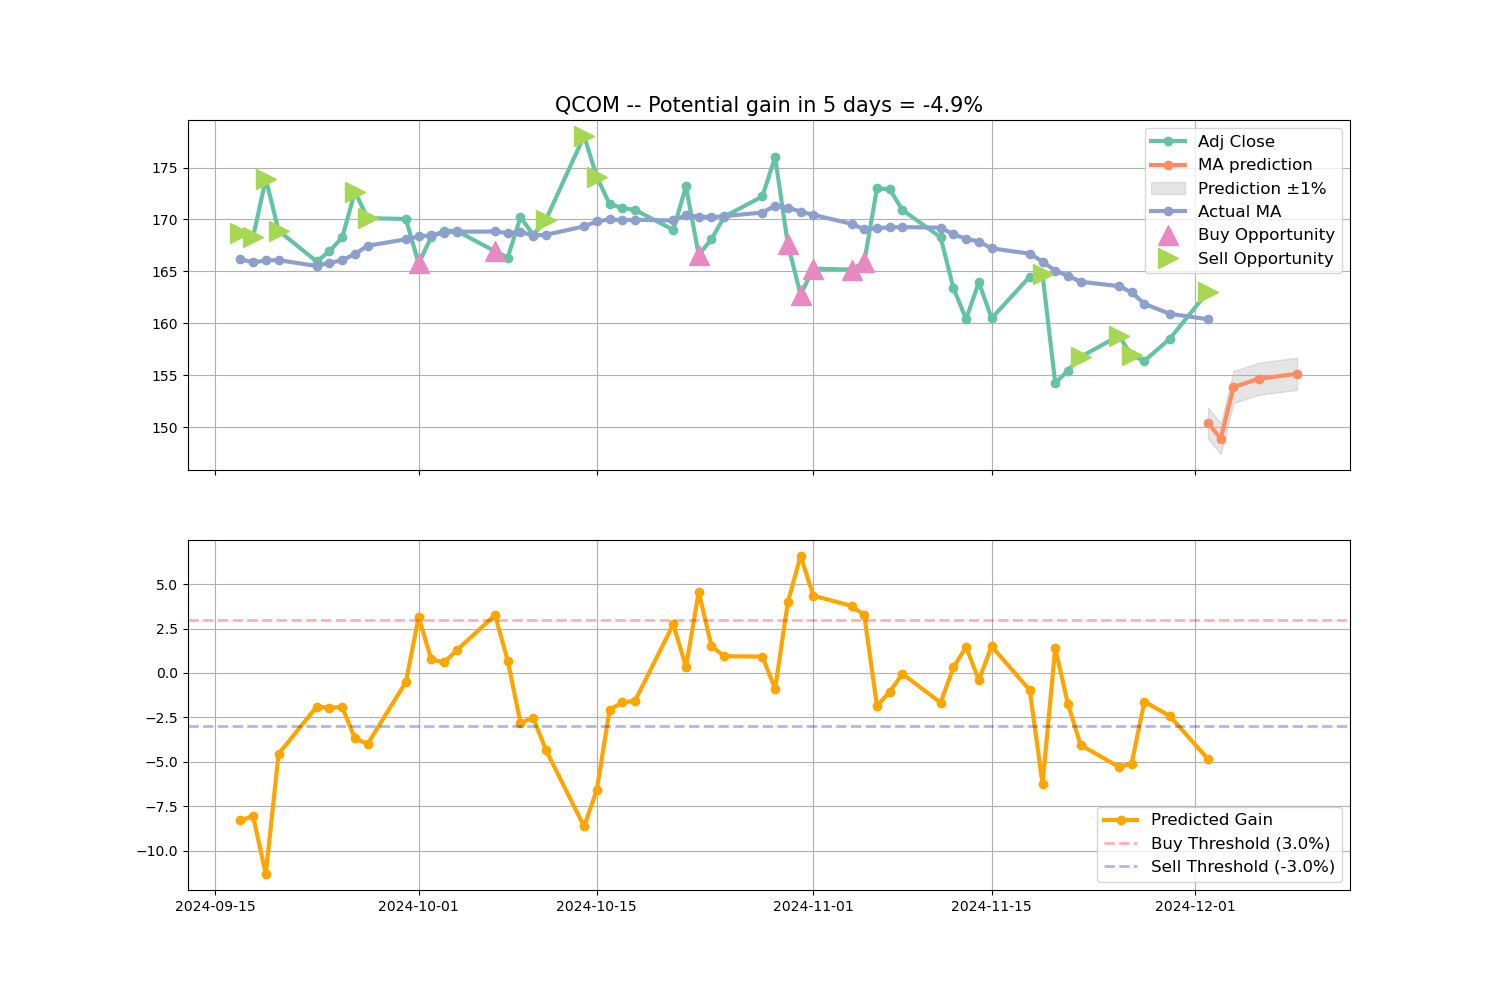 QCOM -- Potential gain in 5 days = -4.9%
175
170
165
160
155
150
Adj Close
MA prediction
Prediction ±1%
Actual MA
Buy Opportunity
Sell Opportunity
5.0
2.5
0.0
−2.5
−5.0
−7.5
−10.0
Predicted Gain
Buy Threshold (3.0%)
Sell Threshold (-3.0%)
2024-09-15
2024-10-01
2024-10-15
2024-11-01
2024-11-15
2024-12-01